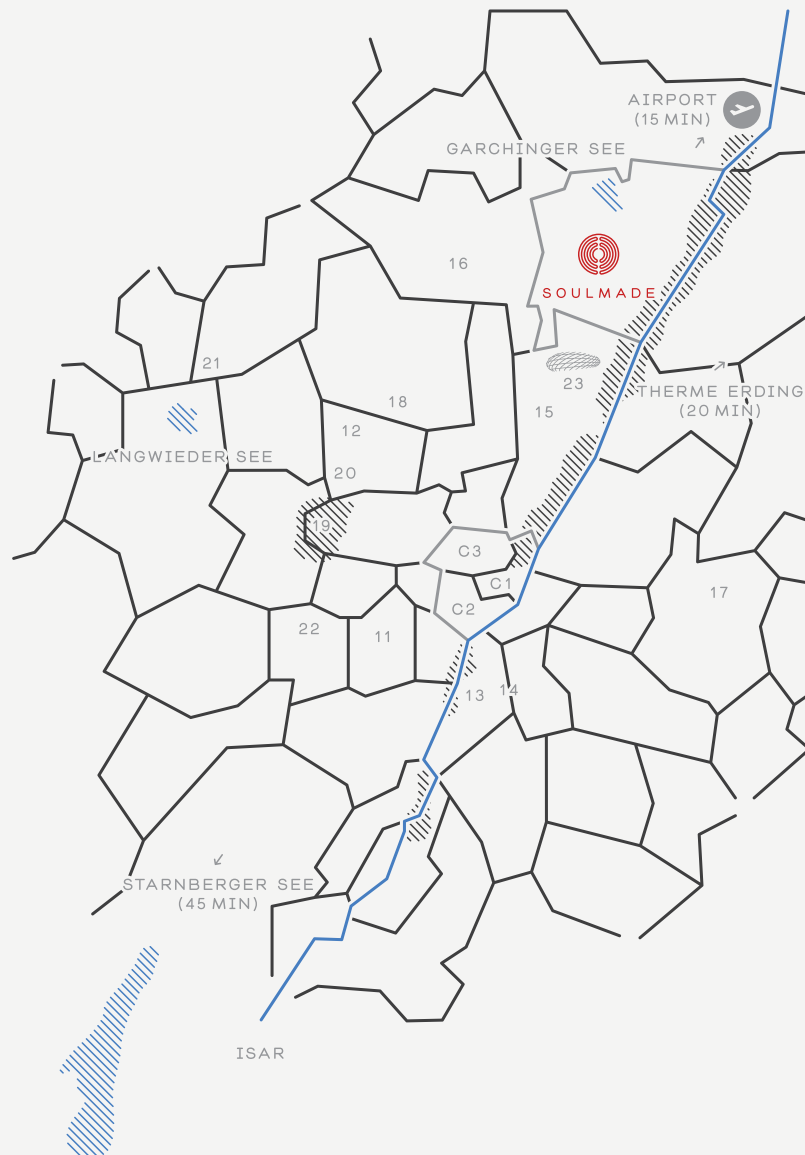 AIRPORT
(15 MIN)
GARCHINGER SEE
16
SOULMADE
21
23
THERME ERDING
(20 MIN)
18
15
12
LANGWIEDER SEE
20
19
C3
C1
17
C2
22
11
13
14
STARNBERGER SEE
(45 MIN)
ISAR